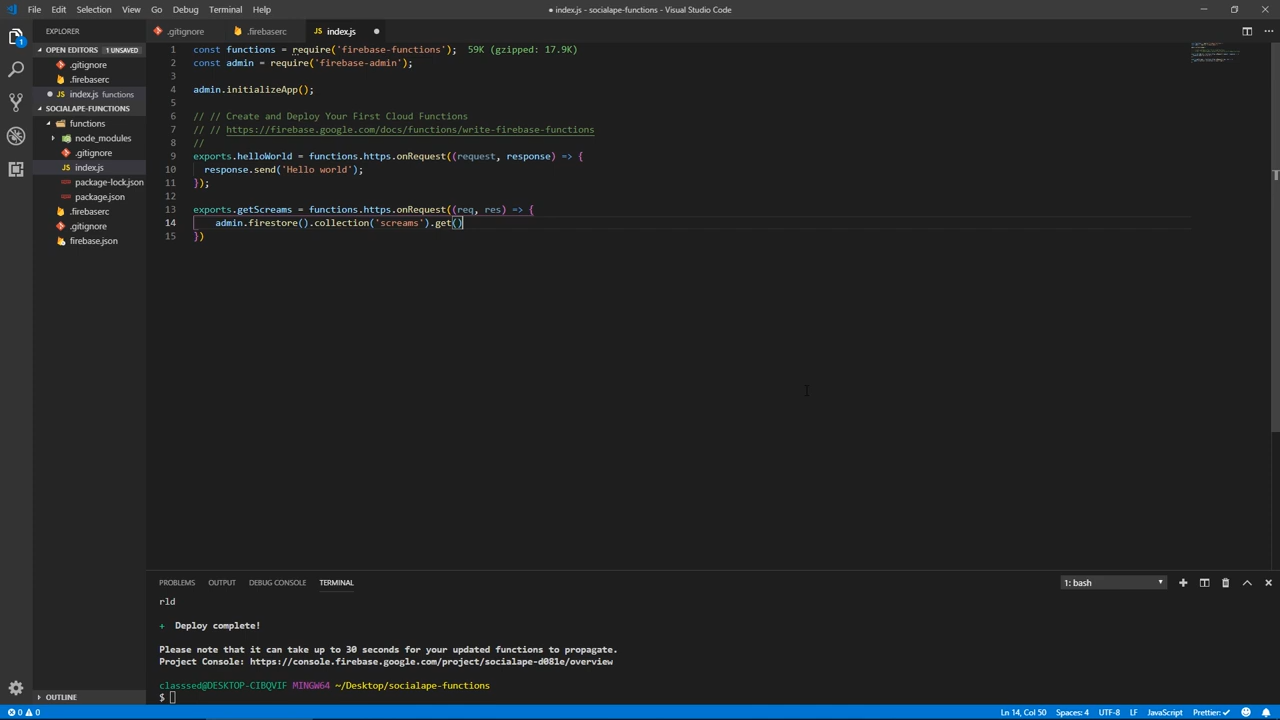 File Edit Selection View Go Debug Terminal Help
● index.js - socialape-functions - Visual Studio Code
EXPLORER
OPEN EDITORS 1 UNSAVED
.gitignore
.firebaserc
JS index.js functions
SOCIALAPE-FUNCTIONS
functions
node_modules
.gitignore
JS index.js
package-lock.json
package.json
.firebaserc
.gitignore
firebase.json
OUTLINE
.gitignore .firebaserc JS index.js
1 const functions = require('firebase-functions'); 59K (gzipped: 17.9K)
2 const admin = require('firebase-admin');
3
4 admin.initializeApp();
5
6 // // Create and Deploy Your First Cloud Functions
7 // // https://firebase.google.com/docs/functions/write-firebase-functions
8 //
9 exports.helloWorld = functions.https.onRequest((request, response) => {
10 response.send('Hello world');
11 });
12
13 exports.getScreams = functions.https.onRequest((req, res) => {
14 admin.firestore().collection('screams').get()
15 })
PROBLEMS OUTPUT DEBUG CONSOLE TERMINAL 1: bash
rld
+ Deploy complete!
Please note that it can take up to 30 seconds for your updated functions to propagate.
Project Console: https://console.firebase.google.com/project/socialape-d081e/overview
classsed@DESKTOP-CIBQVIF MINGW64 ~/Desktop/socialape-functions
$
0 0 Ln 14, Col 50 Spaces: 4 UTF-8 LF JavaScript Prettier: ✓